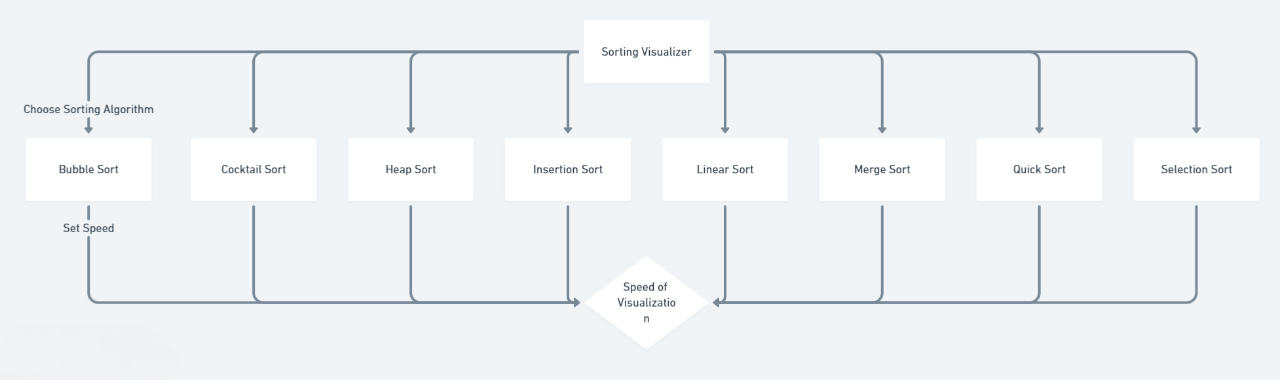 Sorting Visualizer
Choose Sorting Algorithm
Bubble Sort
Cocktail Sort
Heap Sort
Insertion Sort
Linear Sort
Merge Sort
Quick Sort
Selection Sort
Set Speed
Speed of
Visualizatio
n